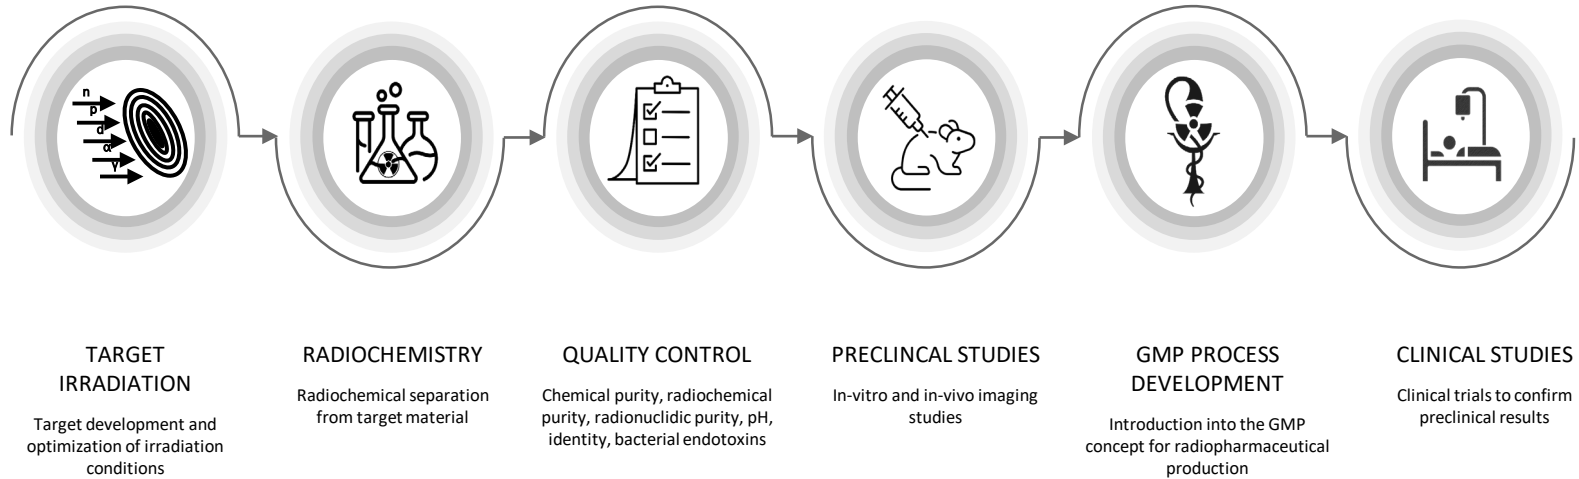 n
p
d
α
γ
TARGET
IRRADIATION
Target development and
optimization of irradiation
conditions
RADIOCHEMISTRY
Radiochemical separation
from target material
QUALITY CONTROL
Chemical purity, radiochemical
purity, radionuclidic purity, pH,
identity, bacterial endotoxins
PRECLINCAL STUDIES
In-vitro and in-vivo imaging
studies
GMP PROCESS
DEVELOPMENT
Introduction into the GMP
concept for radiopharmaceutical
production
CLINICAL STUDIES
Clinical trials to confirm
preclinical results